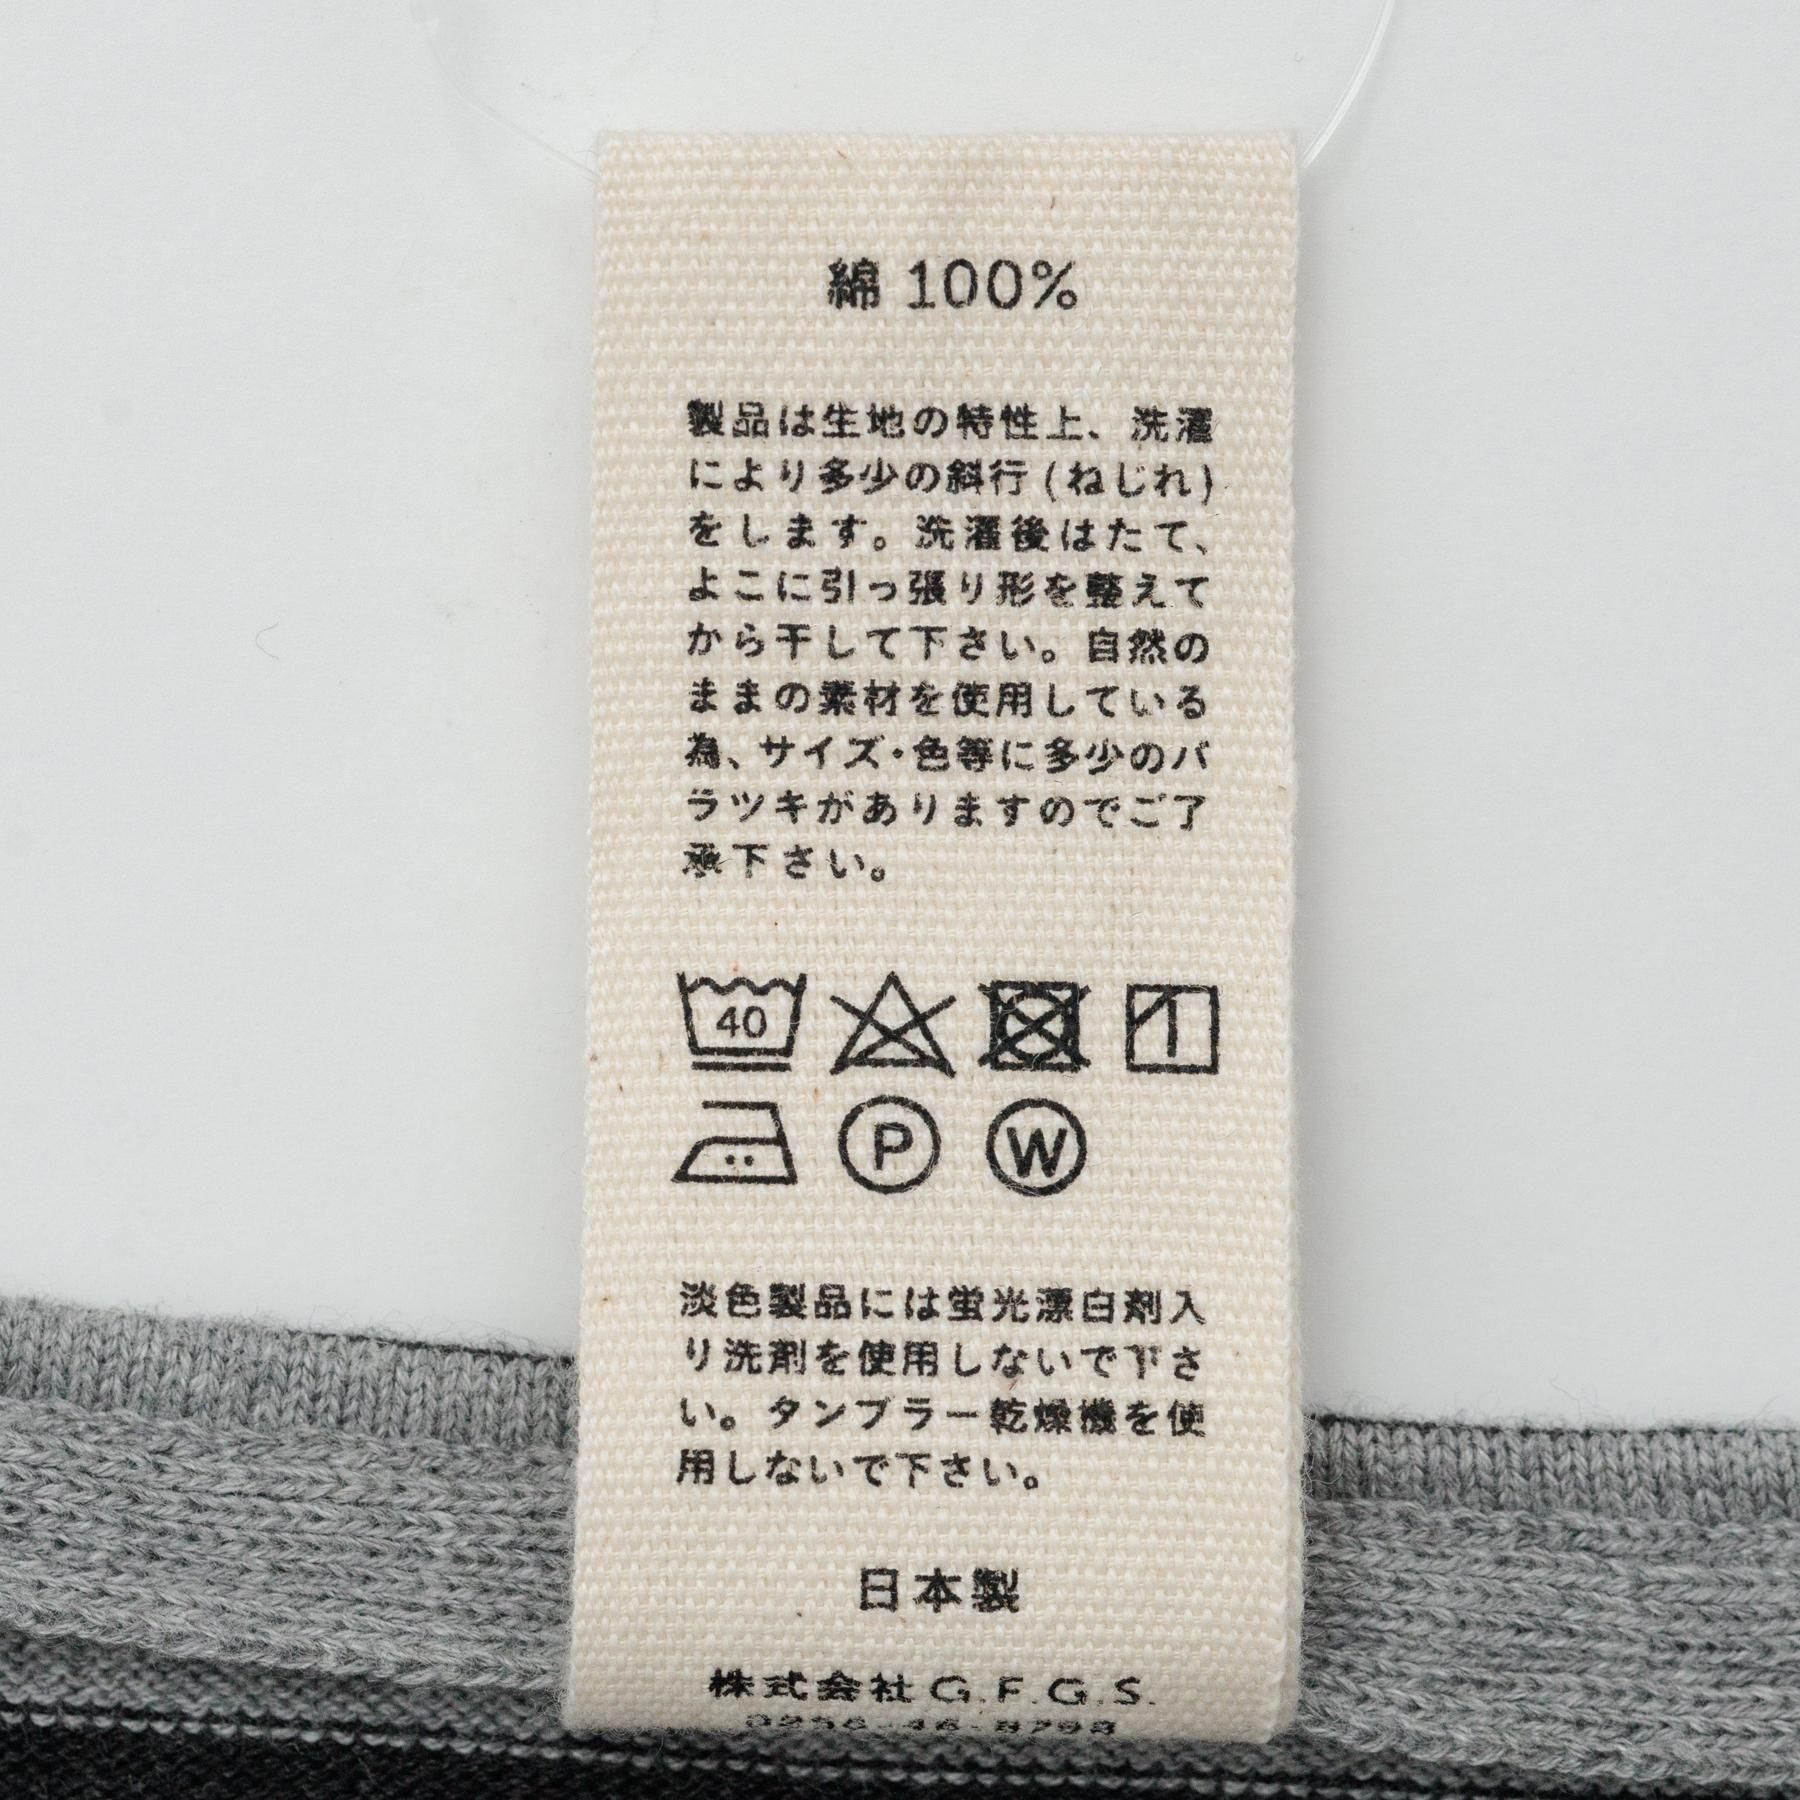 綿 100%
製品は生地の特性上、洗濯
により多少の斜行(ねじれ)
をします。洗濯後はたて、
よこに引っ張り形を整えて
から干して下さい。自然の
ままの素材を使用している
為、サイズ・色等に多少のバ
ラツキがありますのでご了
承下さい。
40
P W
淡色製品には蛍光漂白剤入
り洗剤を使用しないで下さ
い。タンブラー乾燥機を使
用しないで下さい。
日本製
株式会社 G.F.G.S.